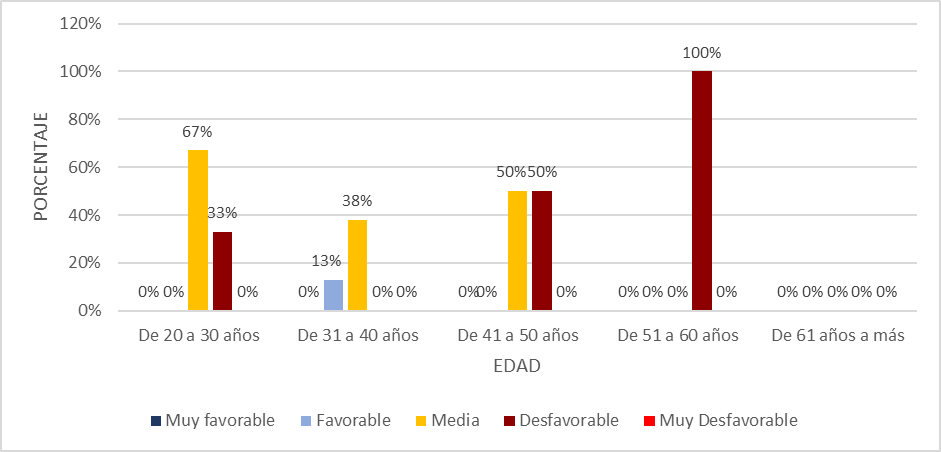 120%
100%
80%
60%
40%
20%
0%
PORCENTAJE
0% 0% 67% 33% 0%
0% 13% 38% 0% 0%
0% 0% 50% 50% 0%
0% 0% 0% 100% 0%
0% 0% 0% 0% 0%
De 20 a 30 años
De 31 a 40 años
De 41 a 50 años
De 51 a 60 años
De 61 años a más
EDAD
Muy favorable Favorable Media Desfavorable Muy Desfavorable